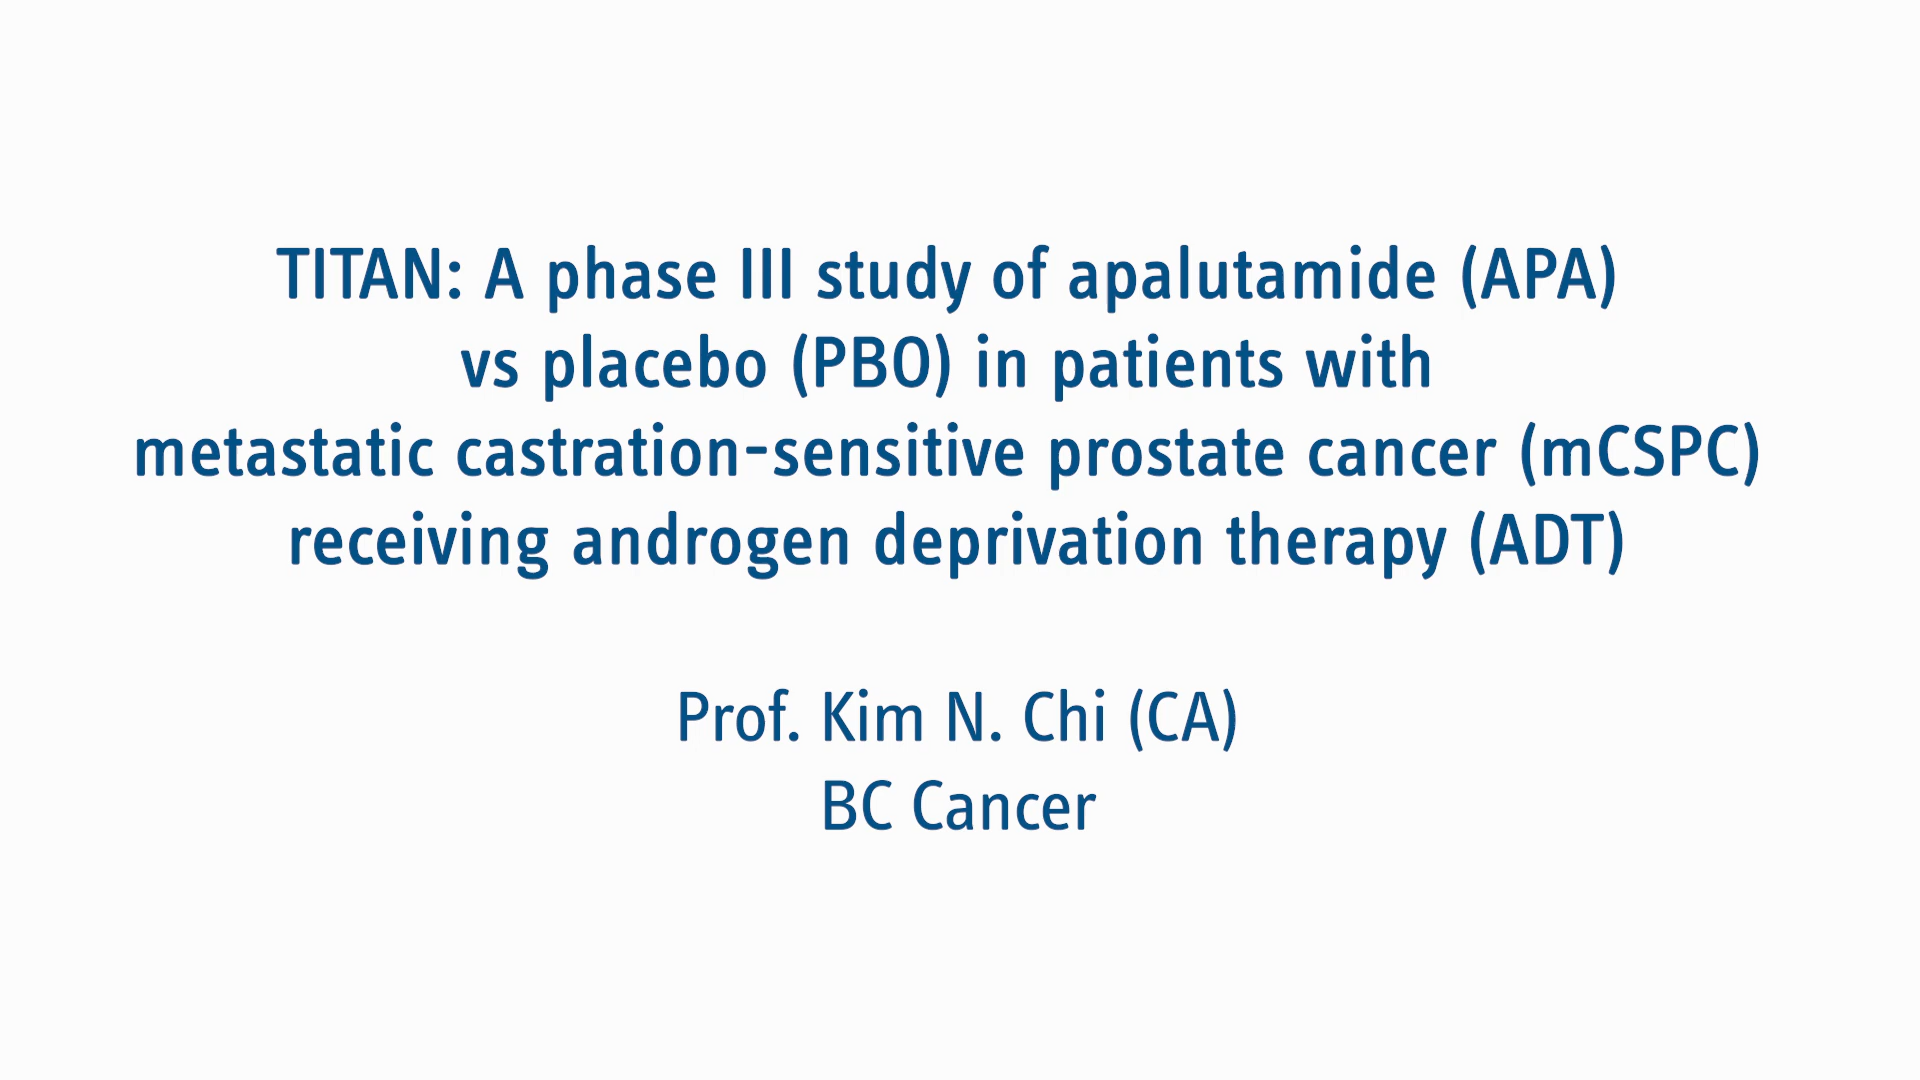 TITAN: A phase III study of apalutamide (APA)
vs placebo (PBO) in patients with
metastatic castration-sensitive prostate cancer (mCSPC)
receiving androgen deprivation therapy (ADT)
Prof. Kim N. Chi (CA)
BC Cancer